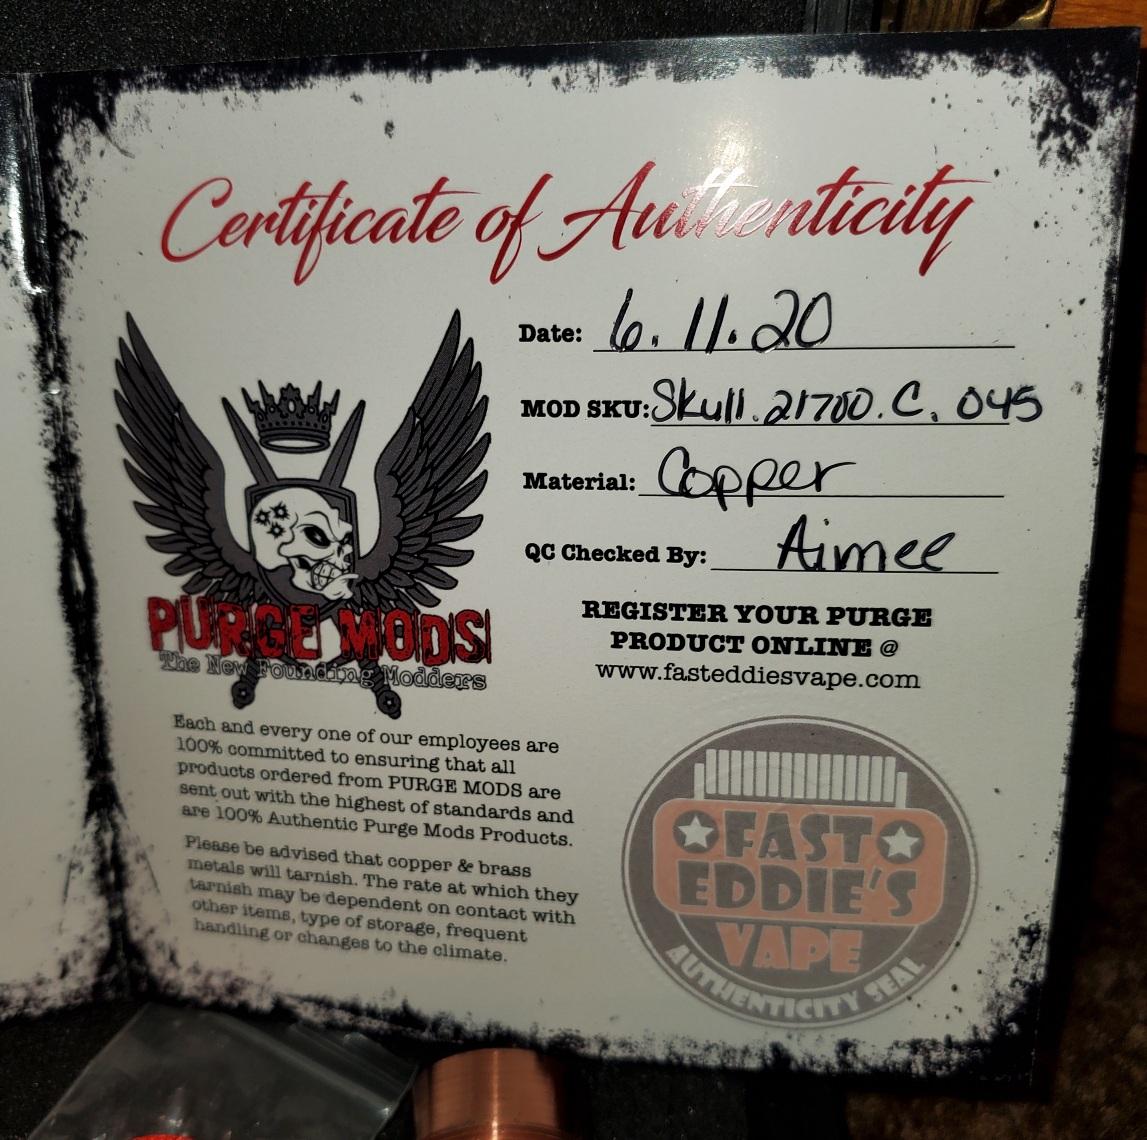 Certificate of Authenticity
Date: 6.11.20
MOD SKU: Skull.21700.C.045
Material: Copper
QC Checked By: Aimee
REGISTER YOUR PURGE
PRODUCT ONLINE @
www.fasteddiesvape.com
PURGE MODS
The New Founding Modders
Each and every one of our employees are
100% committed to ensuring that all
products ordered from PURGE MODS are
sent out with the highest of standards and
are 100% Authentic Purge Mods Products.
Please be advised that copper & brass
metals will tarnish. The rate at which they
tarnish may be dependent on contact with
other items, type of storage, frequent
handling or changes to the climate.
FAST
EDDIE'S
VAPE
AUTHENTICITY SEAL